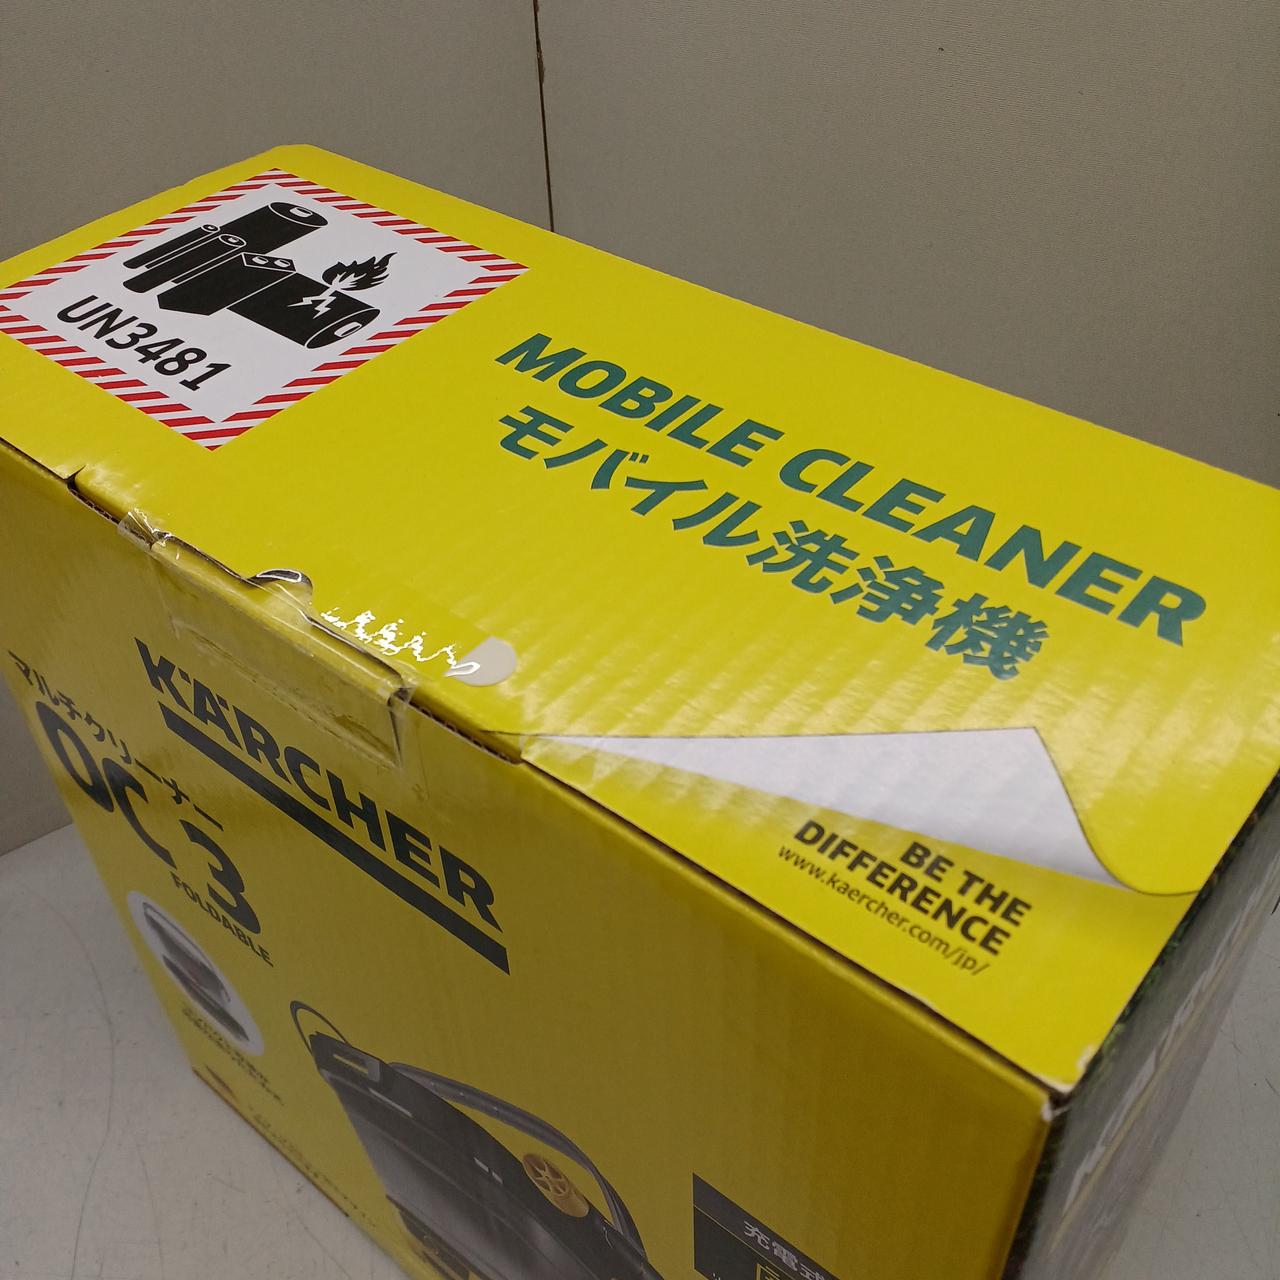 UN3481
MOBILE CLEANER
モバイル洗浄機
BE THE
DIFFERENCE
www.kaercher.com/jp/
KÄRCHER
マルチクリーナー
OC 3
FOLDABLE
充電式